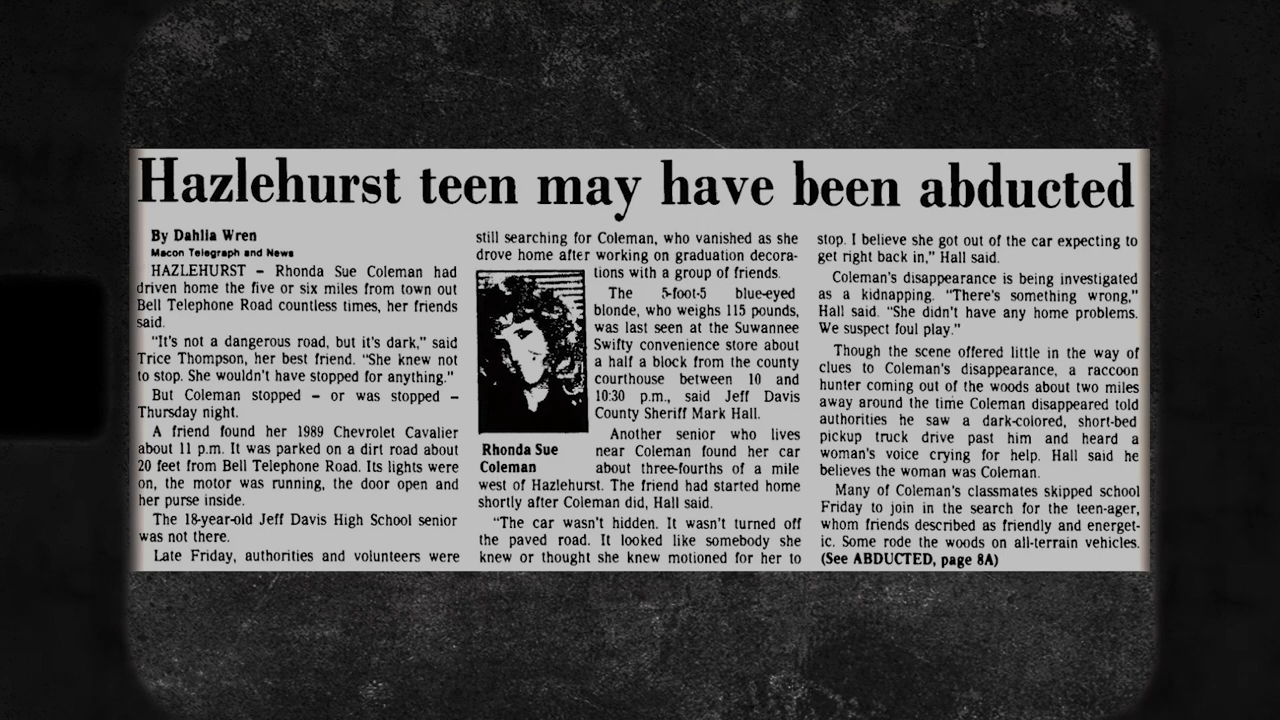 Hazlehurst teen may have been abducted
By Dahlia Wren
Macon Telegraph and News
HAZLEHURST – Rhonda Sue Coleman had
driven home the five or six miles from town out
Bell Telephone Road countless times, her friends
said.
"It's not a dangerous road, but it's dark," said
Trice Thompson, her best friend. "She knew not
to stop. She wouldn't have stopped for anything."
But Coleman stopped – or was stopped –
Thursday night.
A friend found her 1989 Chevrolet Cavalier
about 11 p.m. It was parked on a dirt road about
20 feet from Bell Telephone Road. Its lights were
on, the motor was running, the door open and
her purse inside.
The 18-year-old Jeff Davis High School senior
was not there.
Late Friday, authorities and volunteers were
still searching for Coleman, who vanished as she
drove home after working on graduation decora-
tions with a group of friends.
The 5-foot-5 blue-eyed
blonde, who weighs 115 pounds,
was last seen at the Suwannee
Swifty convenience store about
a half a block from the county
courthouse between 10 and
10:30 p.m., said Jeff Davis
County Sheriff Mark Hall.
Rhonda Sue
Coleman
Another senior who lives
near Coleman found her car
about three-fourths of a mile
west of Hazlehurst. The friend had started home
shortly after Coleman did, Hall said.
"The car wasn't hidden. It wasn't turned off
the paved road. It looked like somebody she
knew or thought she knew motioned for her to
stop. I believe she got out of the car expecting to
get right back in," Hall said.
Coleman's disappearance is being investigated
as a kidnapping. "There's something wrong,"
Hall said. "She didn't have any home problems.
We suspect foul play."
Though the scene offered little in the way of
clues to Coleman's disappearance, a raccoon
hunter coming out of the woods about two miles
away around the time Coleman disappeared told
authorities he saw a dark-colored, short-bed
pickup truck drive past him and heard a
woman's voice crying for help. Hall said he
believes the woman was Coleman.
Many of Coleman's classmates skipped school
Friday to join in the search for the teen-ager,
whom friends described as friendly and energet-
ic. Some rode the woods on all-terrain vehicles.
(See ABDUCTED, page 8A)